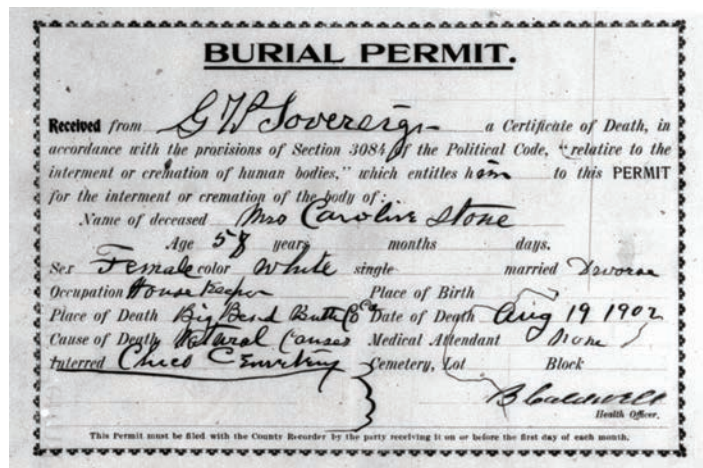 BURIAL PERMIT.
Received from G W Sovereign a Certificate of Death, in
accordance with the provisions of Section 3084 of the Political Code, "relative to the
interment or cremation of human bodies," which entitles him to this PERMIT
for the interment or cremation of the body of:
Name of deceased Mrs Caroline Stone
Age 58 years months days.
Sex Female color White single married Divorse
Occupation House Keeper Place of Birth
Place of Death Big Bend Butte Co Date of Death Aug 19 1902
Cause of Death Natural Causes Medical Attendant None
Interred Chico Cemitery Cemetery, Lot Block
B Caldwell
Health Officer.
This Permit must be filed with the County Recorder by the party receiving it on or before the first day of each month.